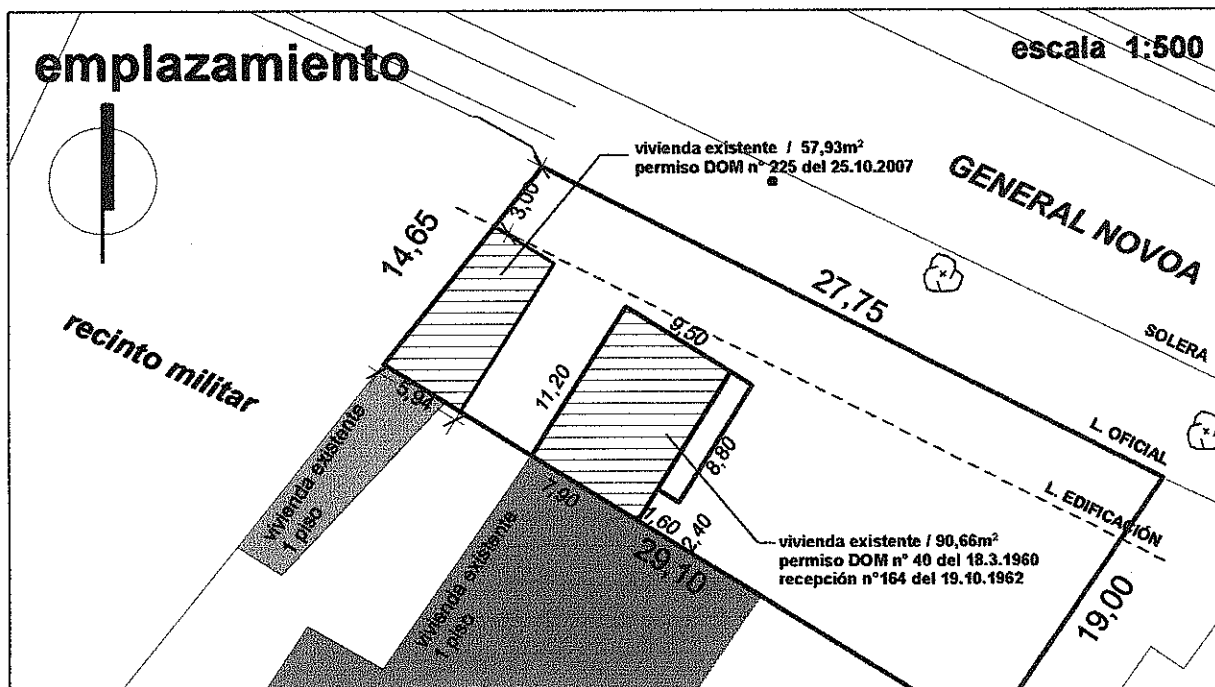 emplazamiento
escala 1:500
vivienda existente / 57,93m²
permiso DOM n° 225 del 25.10.2007
GENERAL NOVOA
3,00
14,65
27,75
recinto militar
SOLERA
9,50
11,20
5,94
L. OFICIAL
8,80
vivienda existente
1 piso
7,90
L. EDIFICACIÓN
1,60
2,40
vivienda existente / 90,66m²
permiso DOM n° 40 del 18.3.1960
recepción n°164 del 19.10.1962
29,10
vivienda existente
1 piso
19,00